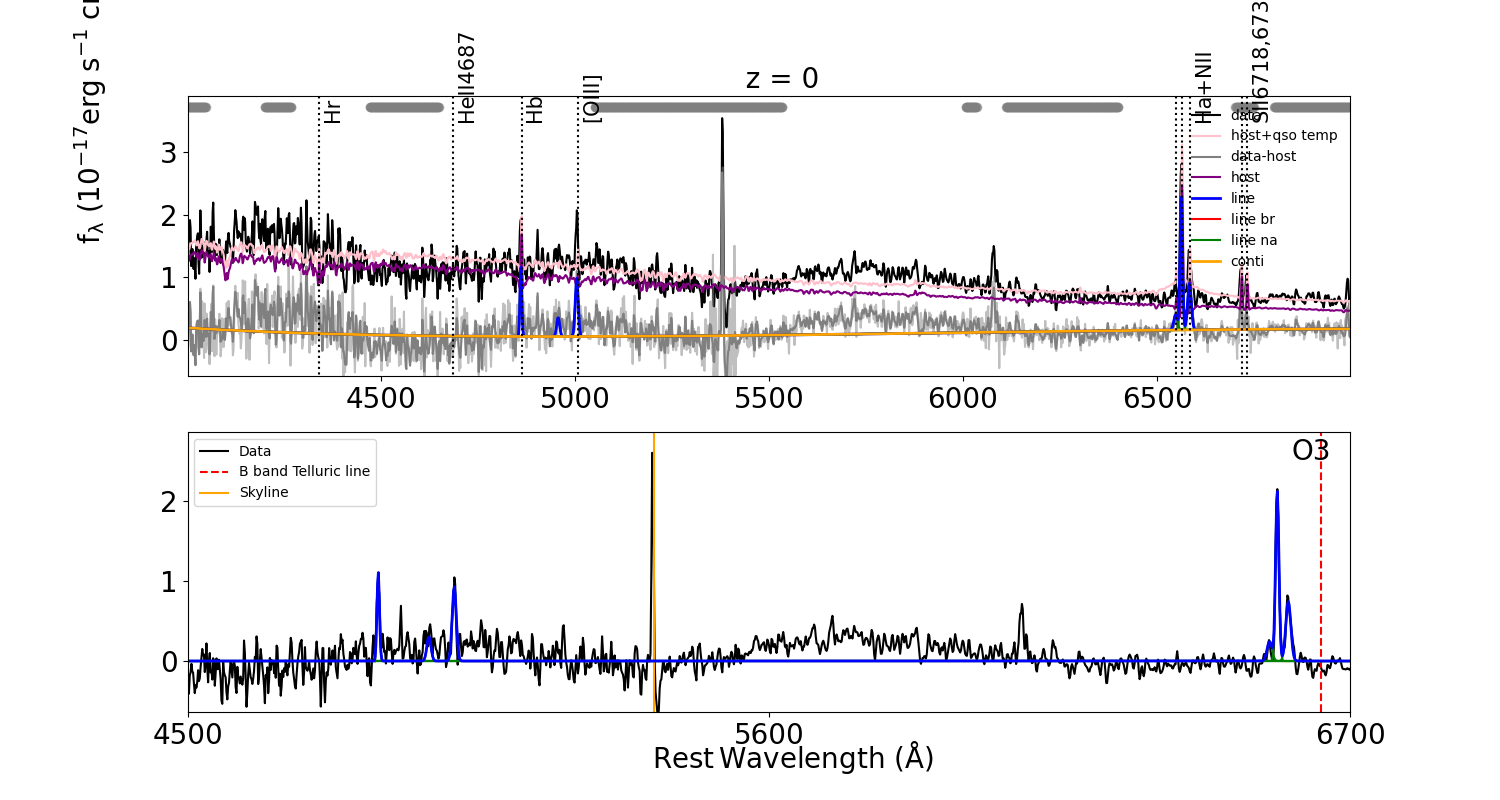 z = 0
fλ (10−17erg s−1 c
Hr
HeII4687
Hb
[OIII]
Ha+NII
SII6718,673
data
host+qso temp
data-host
host
line
line br
line na
conti
3
2
1
0
4500 5000 5500 6000 6500
Data
B band Telluric line
Skyline
O3
2
1
0
4500 5600 6700
Rest Wavelength (Å)